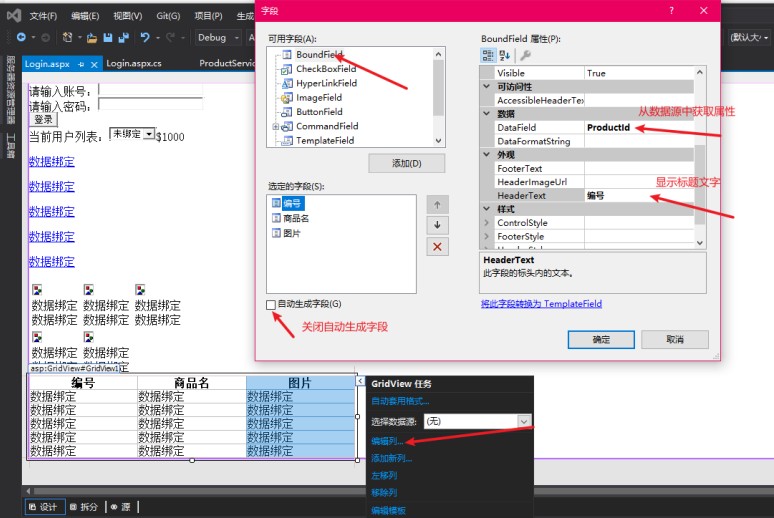 文件(F) 编辑(E) 视图(V) Git(G) 项目(P) 生成
Debug
(默认大
Login.aspx
Login.aspx.cs
ProductServic
服务器资源管理器
工具箱
请输入账号:
请输入密码:
登录
当前用户列表: 未绑定 $1000
数据绑定
数据绑定
数据绑定
数据绑定
数据绑定
数据绑定 数据绑定 数据绑定
数据绑定 数据绑定 数据绑定
数据绑定 数据绑定
数据绑定 数据绑定
asp:GridView#GridView1
编号 商品名 图片
数据绑定 数据绑定 数据绑定
数据绑定 数据绑定 数据绑定
数据绑定 数据绑定 数据绑定
数据绑定 数据绑定 数据绑定
数据绑定 数据绑定 数据绑定
设计 拆分 源
字段
可用字段(A):
BoundField
CheckBoxField
HyperLinkField
ImageField
ButtonField
CommandField
TemplateField
添加(D)
选定的字段(S):
编号
商品名
图片
自动生成字段(G)
关闭自动生成字段
BoundField 属性(P):
Visible True
可访问性
AccessibleHeaderTex
数据
从数据源中获取属性
DataField ProductId
DataFormatString
外观
FooterText
HeaderImageUrl
显示标题文字
HeaderText 编号
样式
ControlStyle
FooterStyle
HeaderText
此字段的标头内的文本。
将此字段转换为 TemplateField
确定 取消
GridView 任务
自动套用格式...
选择数据源: (无)
编辑列...
添加新列...
左移列
移除列
编辑模板